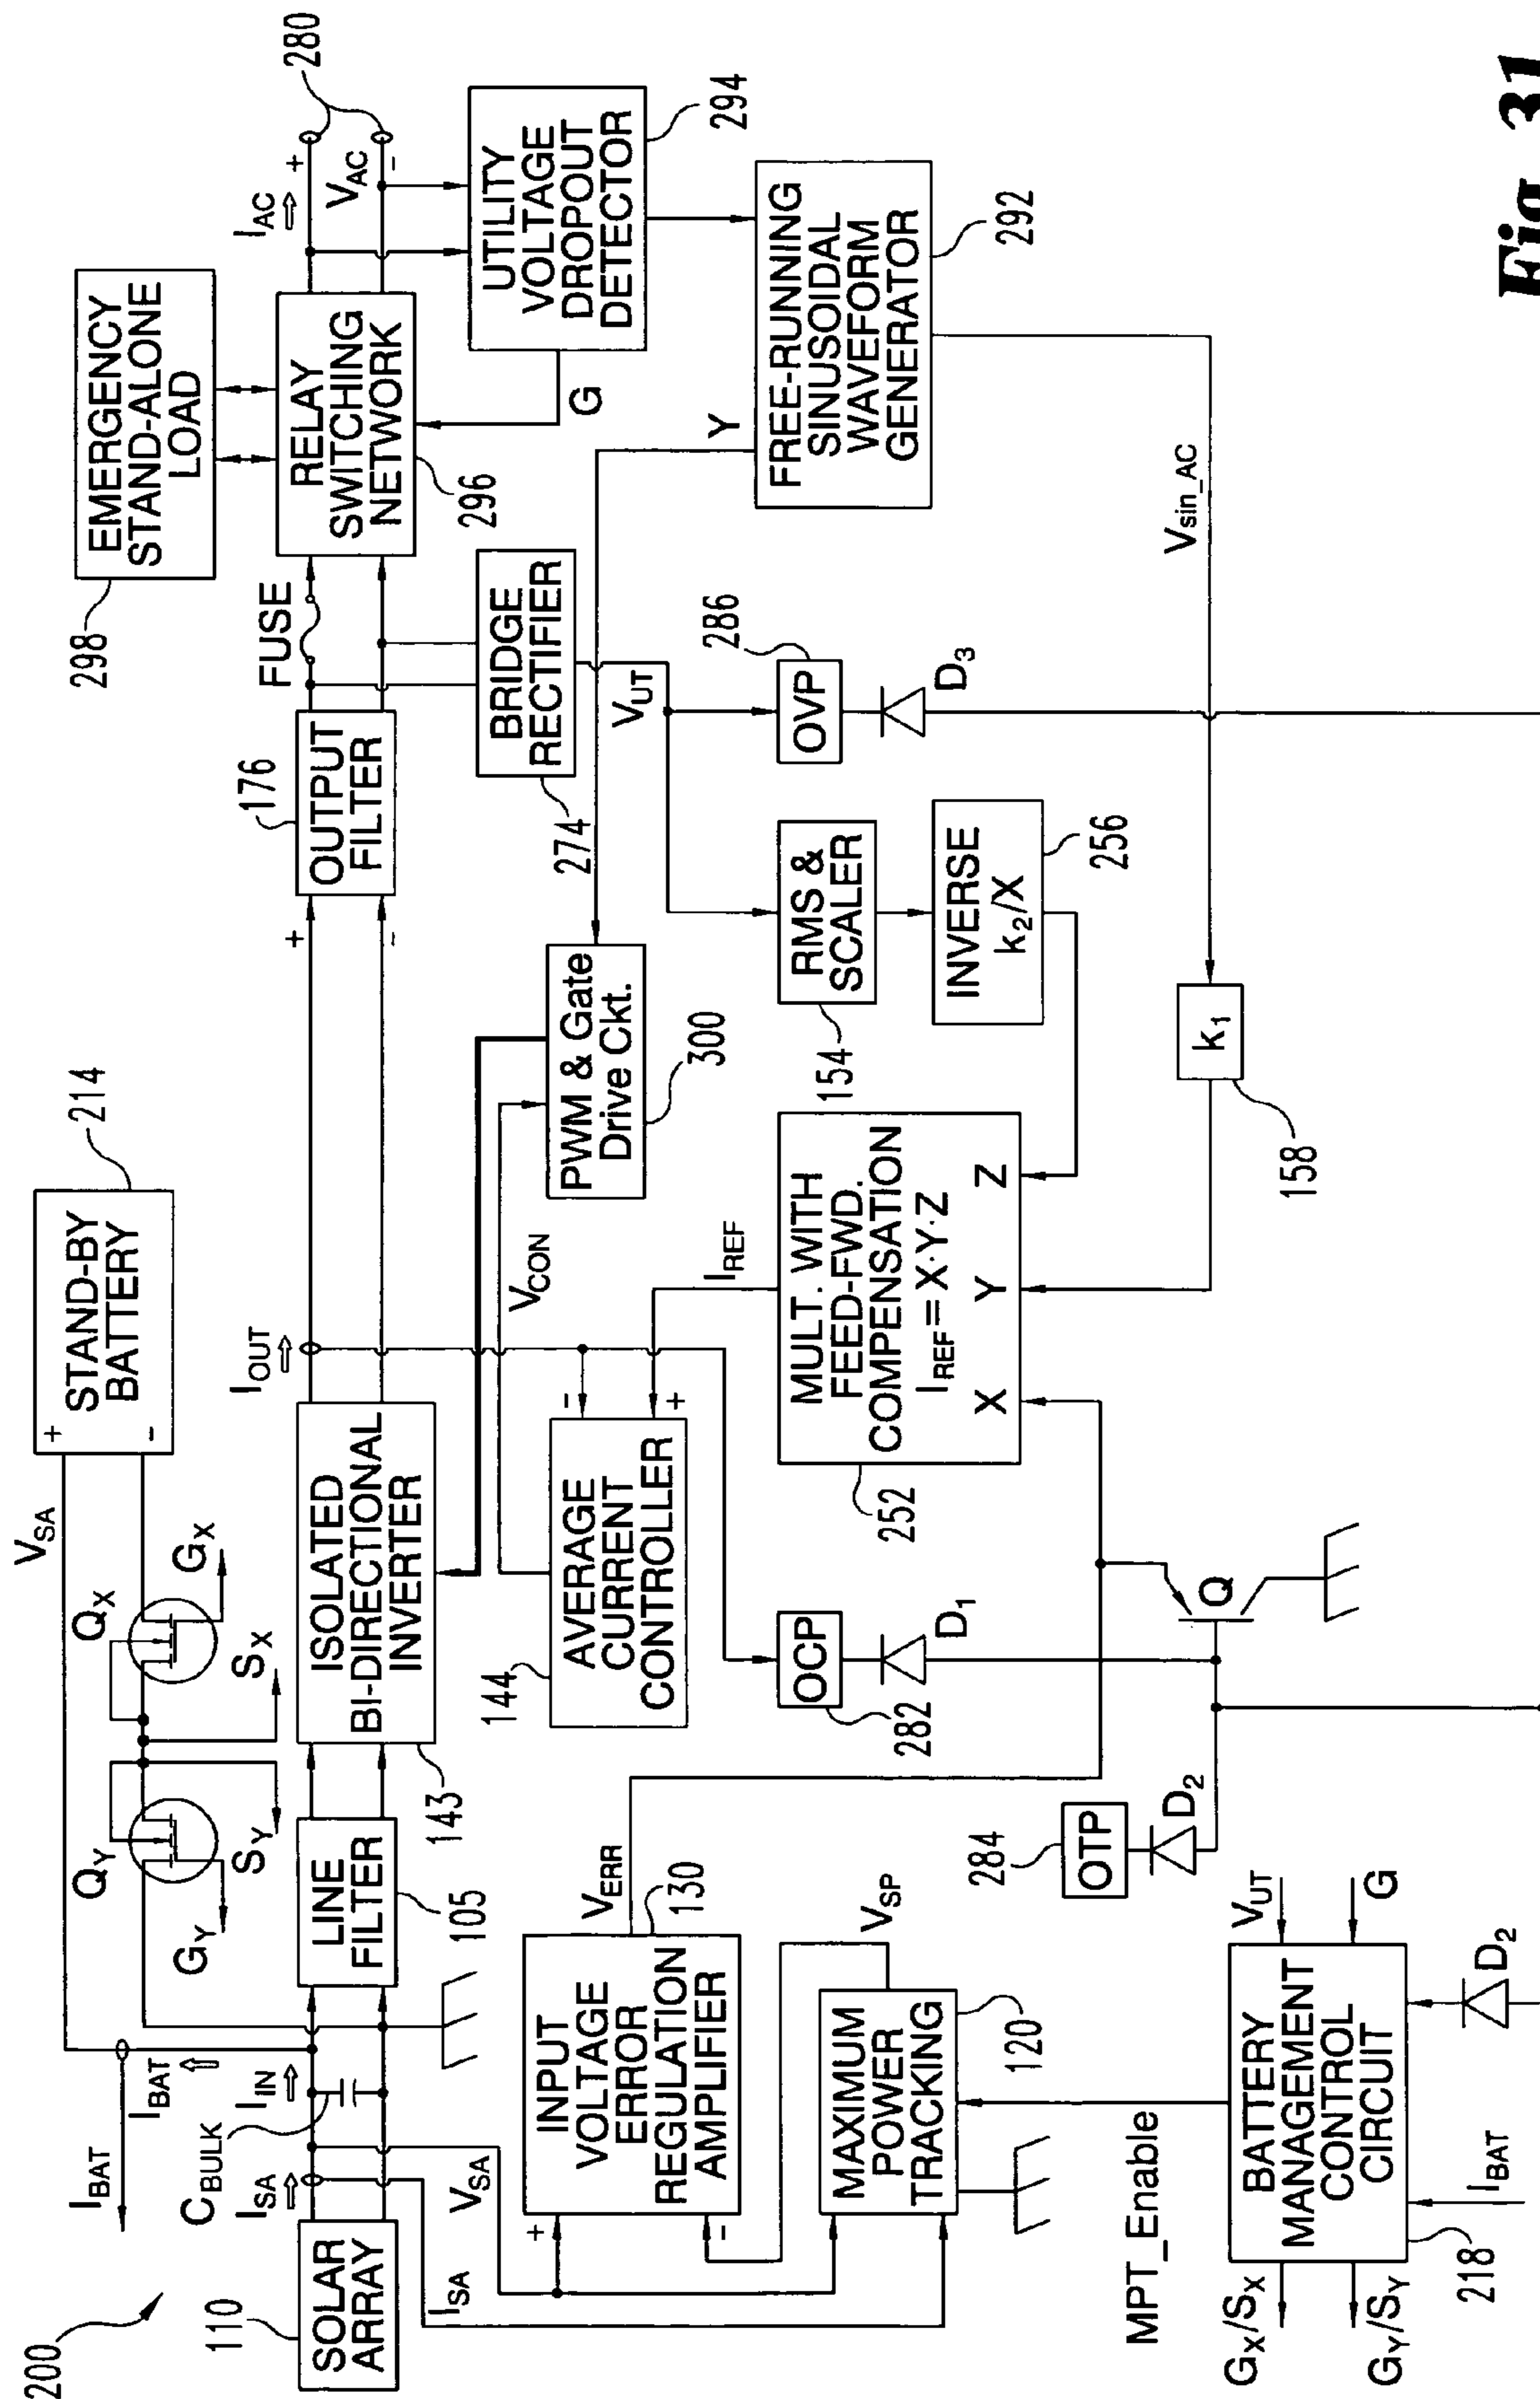 200
110
SOLAR
ARRAY
I_SA
C_BULK
I_SA
I_IN
I_BAT
I_BAT
V_SA
LINE
FILTER
105
Q_Y
G_Y
S_Y
Q_X
G_X
S_X
V_SA
+
-
STAND-BY
BATTERY
214
ISOLATED
BI-DIRECTIONAL
INVERTER
143
I_OUT
+
-
OUTPUT
FILTER
176
FUSE
EMERGENCY
STAND-ALONE
LOAD
298
RELAY
SWITCHING
NETWORK
296
I_AC
+
V_AC
-
280
UTILITY
VOLTAGE
DROPOUT
DETECTOR
294
G
BRIDGE
RECTIFIER
274
V_UT
FREE-RUNNING
SINUSOIDAL
WAVEFORM
GENERATOR
292
Y
V_sin_AC
PWM & Gate
Drive Ckt.
300
V_CON
AVERAGE
CURRENT
CONTROLLER
144
-
+
I_REF
INPUT
VOLTAGE
ERROR
REGULATION
AMPLIFIER
130
+
-
V_ERR
V_SP
MAXIMUM
POWER
TRACKING
120
OCP
282
D_1
MULT. WITH
FEED-FWD.
COMPENSATION
I_REF = X·Y·Z
X
Y
Z
252
RMS &
SCALER
154
INVERSE
k_2/X
256
OVP
286
D_3
k_1
158
Q
OTP
284
D_2
MPT_Enable
BATTERY
MANAGEMENT
CONTROL
CIRCUIT
218
V_UT
G
D_2
I_BAT
G_X/S_X
G_Y/S_Y
Fig. 31